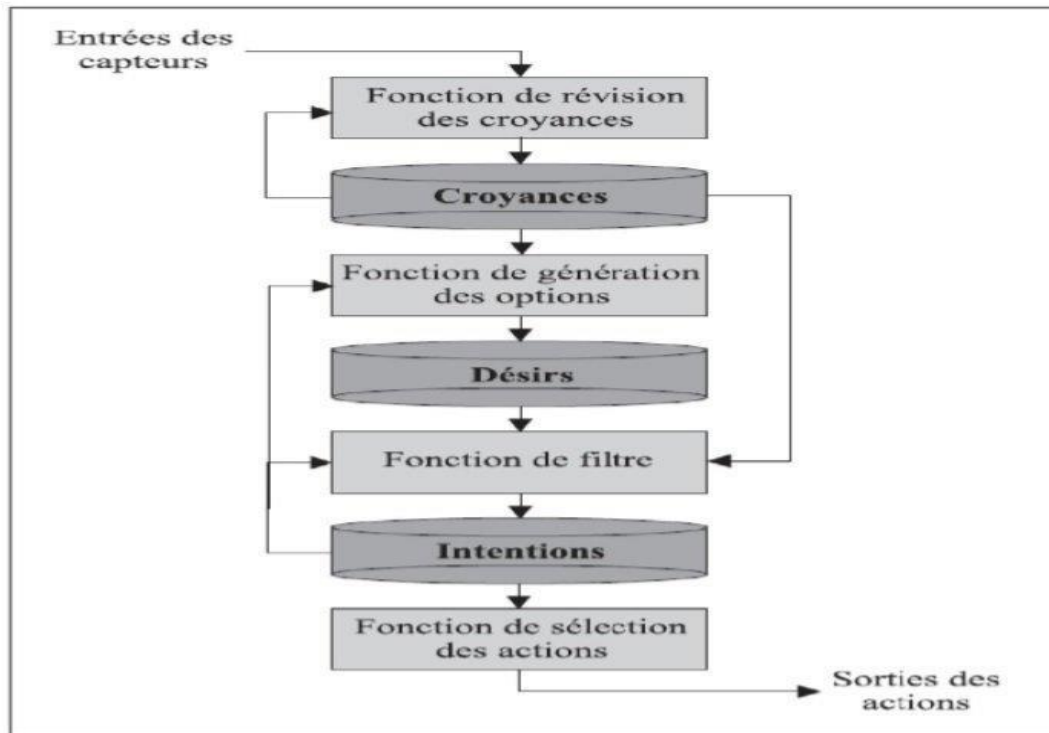 Entrées des
capteurs
Fonction de révision
des croyances
Croyances
Fonction de génération
des options
Désirs
Fonction de filtre
Intentions
Fonction de sélection
des actions
Sorties des
actions